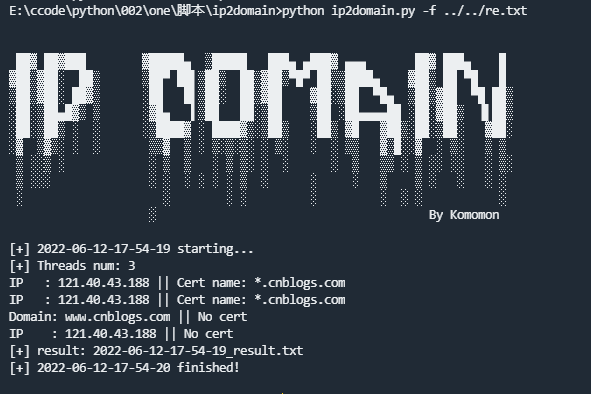 E:\ccode\python\002\one\脚本\ip2domain>python ip2domain.py -f ../../re.txt
IP DOMAIN
By Komomon
[+] 2022-06-12-17-54-19 starting...
[+] Threads num: 3
IP   : 121.40.43.188 || Cert name: *.cnblogs.com
IP   : 121.40.43.188 || Cert name: *.cnblogs.com
Domain: www.cnblogs.com || No cert
IP    : 121.40.43.188 || No cert
[+] result: 2022-06-12-17-54-19_result.txt
[+] 2022-06-12-17-54-20 finished!